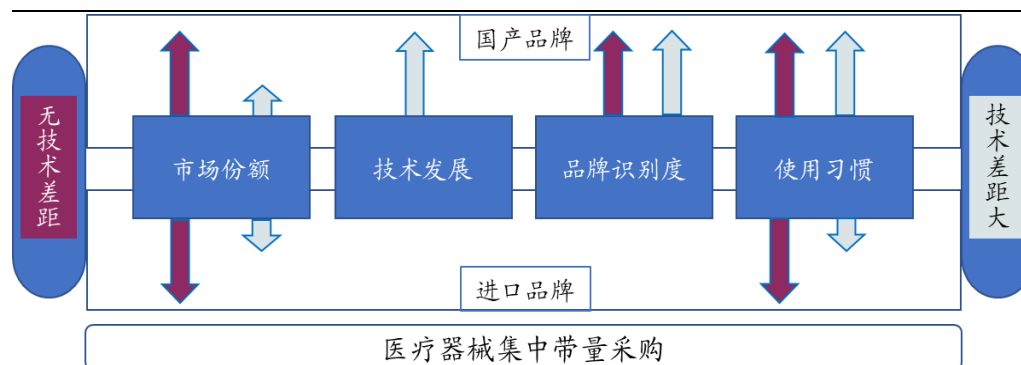 国产品牌
无技术差距
市场份额
技术发展
品牌识别度
使用习惯
技术差距大
进口品牌
医疗器械集中带量采购